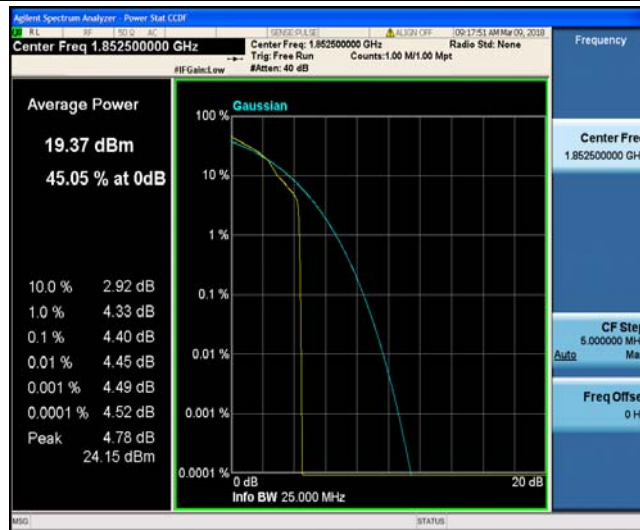 Agilent Spectrum Analyzer - Power Stat CCDF
RL RF 50 Ω AC SENSE:PULSE ALIGN OFF 09:17:51 AM Mar 09, 2018
Center Freq 1.852500000 GHz
Center Freq: 1.852500000 GHz Radio Std: None
Trig: Free Run Counts:1.00 M/1.00 Mpt
#IFGain:Low #Atten: 40 dB
Frequency
Average Power
19.37 dBm
45.05 % at 0dB
10.0 % 2.92 dB
1.0 % 4.33 dB
0.1 % 4.40 dB
0.01 % 4.45 dB
0.001 % 4.49 dB
0.0001 % 4.52 dB
Peak 4.78 dB
24.15 dBm
Gaussian
100 %
10 %
1 %
0.1 %
0.01 %
0.001 %
0.0001 %
0 dB 20 dB
Info BW 25.000 MHz
Center Fre
1.852500000 GH
CF Step
5.000000 MH
Auto Ma
Freq Offse
0 H
MSG STATUS